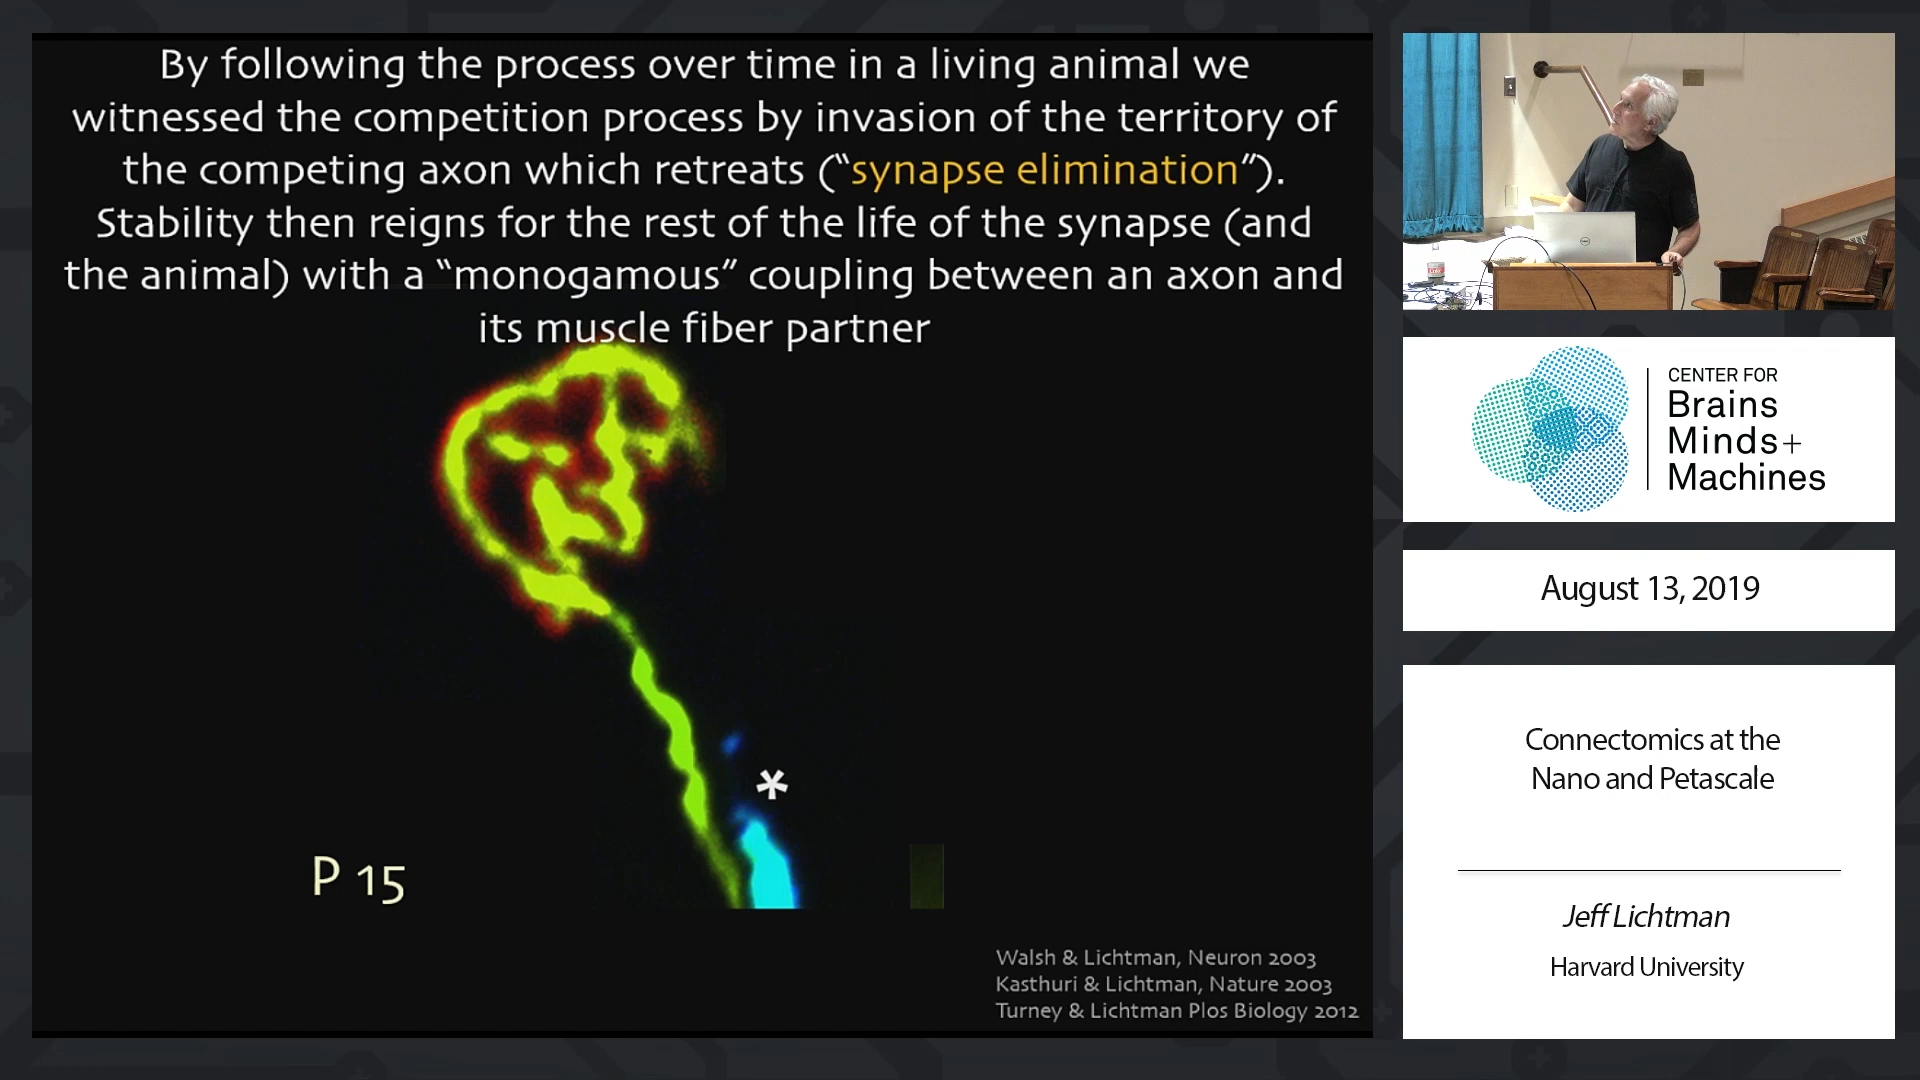 By following the process over time in a living animal we
witnessed the competition process by invasion of the territory of
the competing axon which retreats (“synapse elimination”).
Stability then reigns for the rest of the life of the synapse (and
the animal) with a “monogamous” coupling between an axon and
its muscle fiber partner
*
P 15
Walsh & Lichtman, Neuron 2003
Kasthuri & Lichtman, Nature 2003
Turney & Lichtman Plos Biology 2012
CENTER FOR
Brains
Minds+
Machines
August 13, 2019
Connectomics at the
Nano and Petascale
Jeff Lichtman
Harvard University